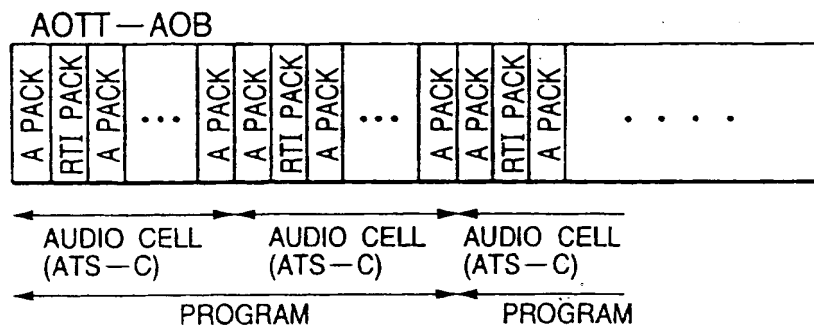 AOTT—AOB
A PACK
RTI PACK
A PACK
...
A PACK
A PACK
RTI PACK
A PACK
...
A PACK
A PACK
RTI PACK
A PACK
. . . .
AUDIO CELL
(ATS—C)
AUDIO CELL
(ATS—C)
AUDIO CELL
(ATS—C)
PROGRAM
PROGRAM